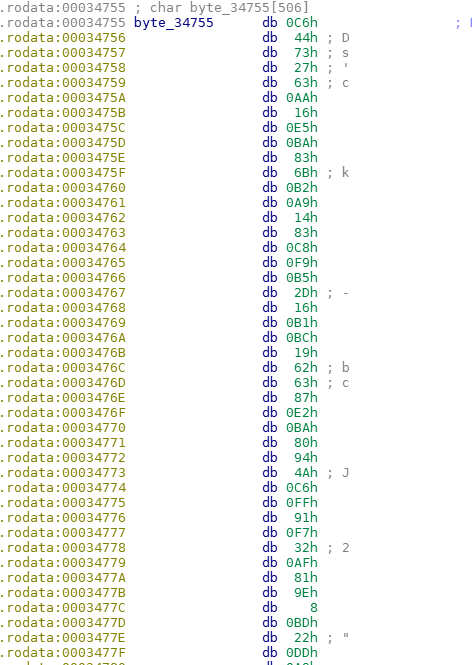 .rodata:00034755 ; char byte_34755[506]
.rodata:00034755 byte_34755 db 0C6h ;
.rodata:00034756 db 44h ; D
.rodata:00034757 db 73h ; s
.rodata:00034758 db 27h ; '
.rodata:00034759 db 63h ; c
.rodata:0003475A db 0AAh
.rodata:0003475B db 16h
.rodata:0003475C db 0E5h
.rodata:0003475D db 0BAh
.rodata:0003475E db 83h
.rodata:0003475F db 6Bh ; k
.rodata:00034760 db 0B2h
.rodata:00034761 db 0A9h
.rodata:00034762 db 14h
.rodata:00034763 db 83h
.rodata:00034764 db 0C8h
.rodata:00034765 db 0F9h
.rodata:00034766 db 0B5h
.rodata:00034767 db 2Dh ; -
.rodata:00034768 db 16h
.rodata:00034769 db 0B1h
.rodata:0003476A db 0BCh
.rodata:0003476B db 19h
.rodata:0003476C db 62h ; b
.rodata:0003476D db 63h ; c
.rodata:0003476E db 87h
.rodata:0003476F db 0E2h
.rodata:00034770 db 0BAh
.rodata:00034771 db 80h
.rodata:00034772 db 94h
.rodata:00034773 db 4Ah ; J
.rodata:00034774 db 0C6h
.rodata:00034775 db 0FFh
.rodata:00034776 db 91h
.rodata:00034777 db 0F7h
.rodata:00034778 db 32h ; 2
.rodata:00034779 db 0AFh
.rodata:0003477A db 81h
.rodata:0003477B db 9Eh
.rodata:0003477C db 8
.rodata:0003477D db 0BDh
.rodata:0003477E db 22h ; "
.rodata:0003477F db 0DDh